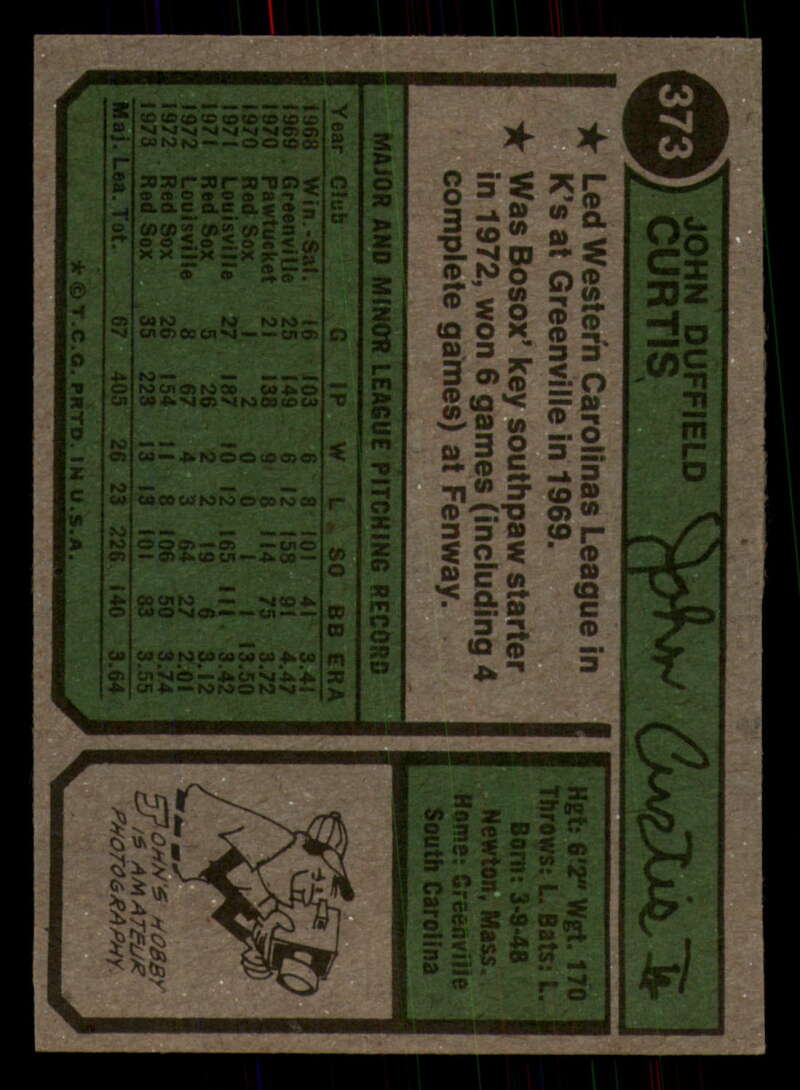 373
JOHN DUFFIELD
CURTIS
John Curtis
★ Led Western Carolinas League in
K's at Greenville in 1969.
★ Was Bosox' key southpaw starter
in 1972, won 6 games (including 4
complete games) at Fenway.
MAJOR AND MINOR LEAGUE PITCHING RECORD
Year Club G IP W L SO BB ERA
1968 Win.-Sal. 16 103 6 8 101 41 3.41
1969 Greenville 25 149 6 12 158 91 4.47
1970 Pawtucket 21 138 9 8 114 75 3.72
1970 Red Sox 1 2 0 0 1 1 13.50
1971 Louisville 27 187 10 12 165 111 3.42
1971 Red Sox 5 26 2 2 19 6 3.12
1972 Louisville 8 67 4 3 64 27 2.01
1972 Red Sox 26 154 11 8 106 50 3.74
1973 Red Sox 35 223 13 13 101 83 3.55
Maj. Lea. Tot. 67 405 26 23 226 140 3.64
* © T.C.G. PRTD. IN U.S.A.
Hgt: 6'2" Wgt. 170
Throws: L. Bats: L.
Born: 3-9-48
Newton, Mass.
Home: Greenville
South Carolina
JOHN'S HOBBY
IS AMATEUR
PHOTOGRAPHY.